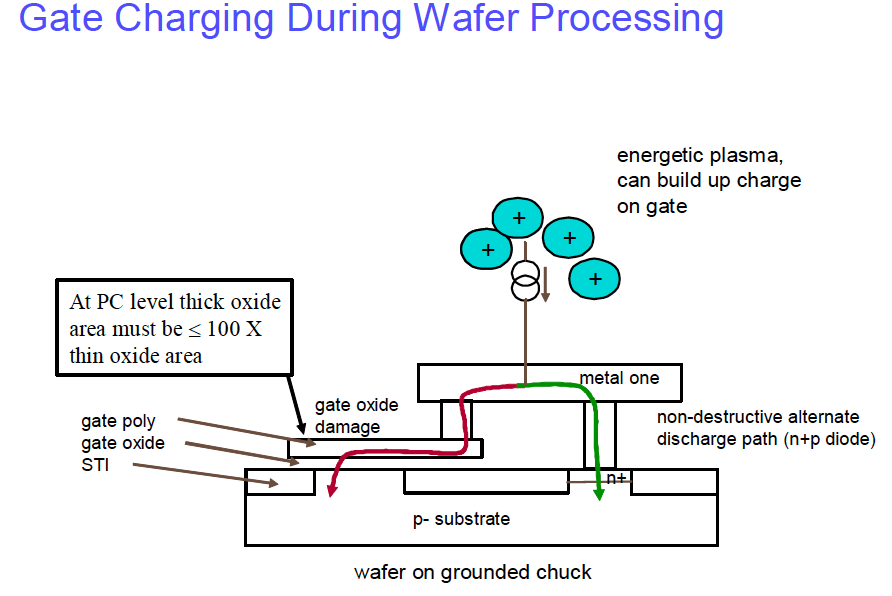 Gate Charging During Wafer Processing
energetic plasma,
can build up charge
on gate
+
+
+
+
At PC level thick oxide
area must be ≤ 100 X
thin oxide area
metal one
gate oxide
damage
non-destructive alternate
discharge path (n+p diode)
gate poly
gate oxide
STI
n+
p- substrate
wafer on grounded chuck